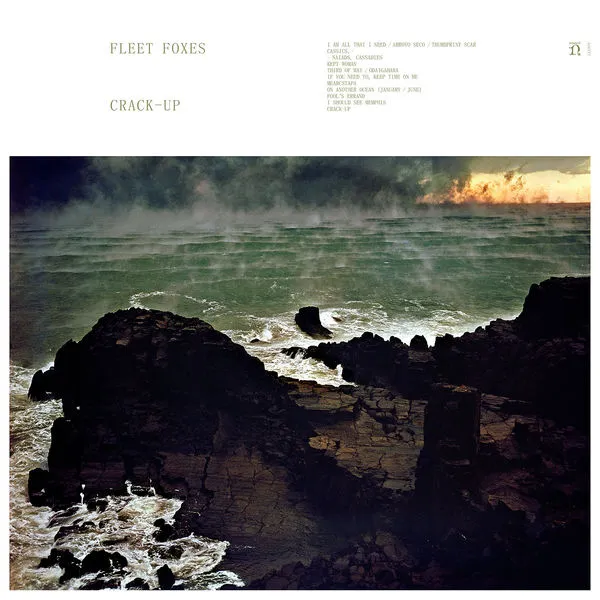 FLEET FOXES
CRACK-UP
I AM ALL THAT I NEED / ARROYO SECO / THUMBPRINT SCAR
CASSIUS, -
- NAIADS, CASSADIES
KEPT WOMAN
THIRD OF MAY / ŌDAIGAHARA
IF YOU NEED TO, KEEP TIME ON ME
MEARCSTAPA
ON ANOTHER OCEAN (JANUARY / JUNE)
FOOL'S ERRAND
I SHOULD SEE MEMPHIS
CRACK-UP